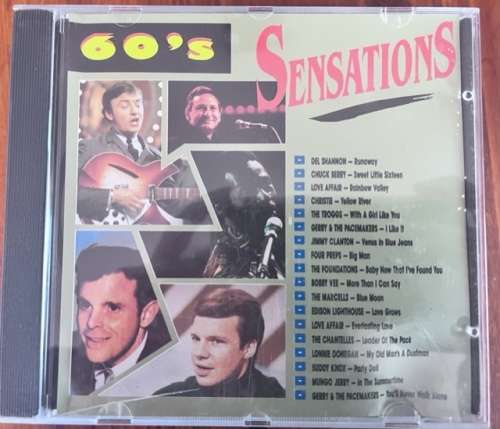 60's
SENSATIONS
DEL SHANNON – Runaway
CHUCK BERRY – Sweet Little Sixteen
LOVE AFFAIR – Rainbow Valley
CHRISTIE – Yellow River
THE TROGGS – With A Girl Like You
GERRY & THE PACEMAKERS – I Like It
JIMMY CLANTON – Venus In Blue Jeans
FOUR PREPS – Big Man
THE FOUNDATIONS – Baby Now That I've Found You
BOBBY VEE – More Than I Can Say
THE MARCELLS – Blue Moon
EDISON LIGHTHOUSE – Love Grows
LOVE AFFAIR – Everlasting Love
THE CHANTELLES – Leader Of The Pack
LONNIE DONEGAN – My Old Man's A Dustman
BUDDY KNOX – Party Doll
MUNGO JERRY – In The Summertime
GERRY & THE PACEMAKERS – You'll Never Walk Alone